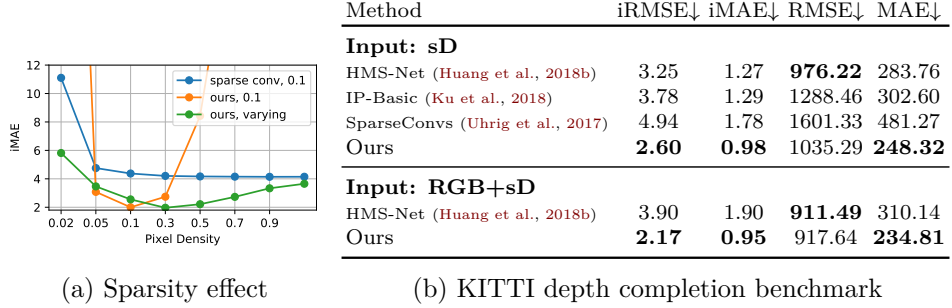 12
10
8
6
4
2
iMAE
0.02 0.05 0.1 0.3 0.5 0.7 0.9
Pixel Density
sparse conv, 0.1
ours, 0.1
ours, varying
(a) Sparsity effect
Method iRMSE↓ iMAE↓ RMSE↓ MAE↓
Input: sD
HMS-Net (Huang et al., 2018b) 3.25 1.27 976.22 283.76
IP-Basic (Ku et al., 2018) 3.78 1.29 1288.46 302.60
SparseConvs (Uhrig et al., 2017) 4.94 1.78 1601.33 481.27
Ours 2.60 0.98 1035.29 248.32
Input: RGB+sD
HMS-Net (Huang et al., 2018b) 3.90 1.90 911.49 310.14
Ours 2.17 0.95 917.64 234.81
(b) KITTI depth completion benchmark